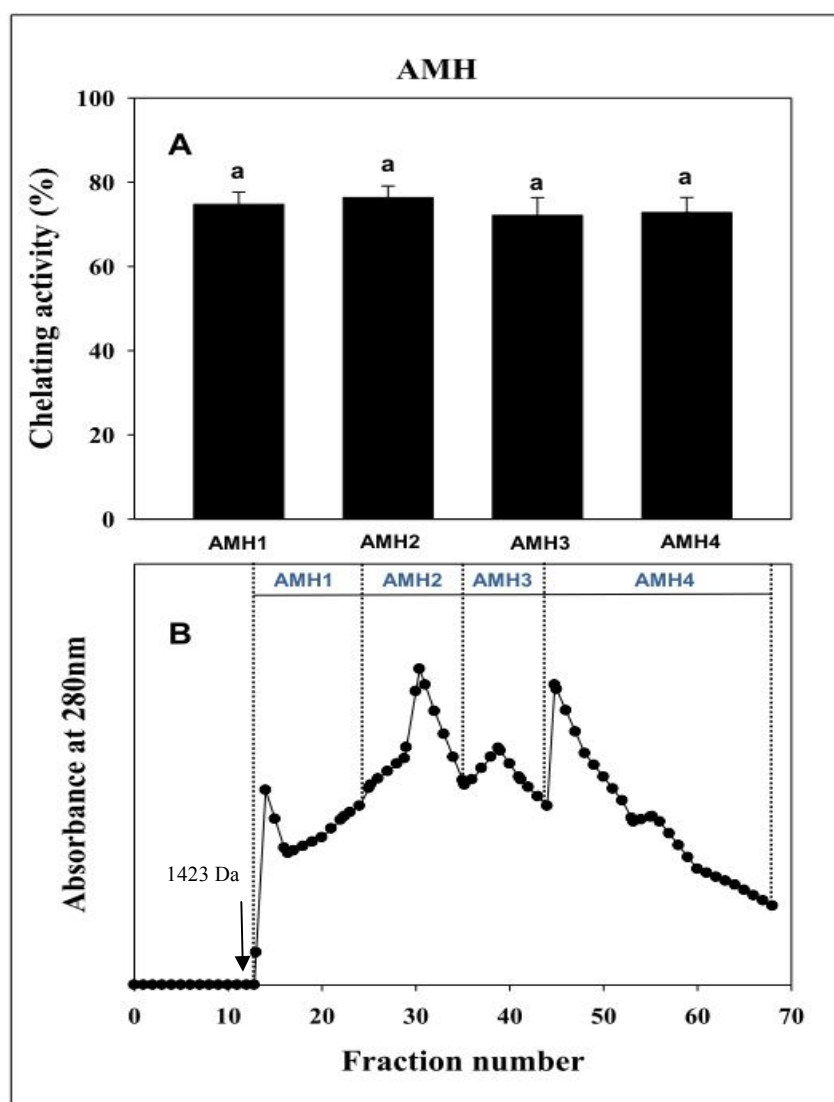 AMH
100
80
60
40
20
0
Chelating activity (%)
A
a a a a
AMH1 AMH2 AMH3 AMH4
AMH1 AMH2 AMH3 AMH4
B
Absorbance at 280nm
1423 Da
0 10 20 30 40 50 60 70
Fraction number